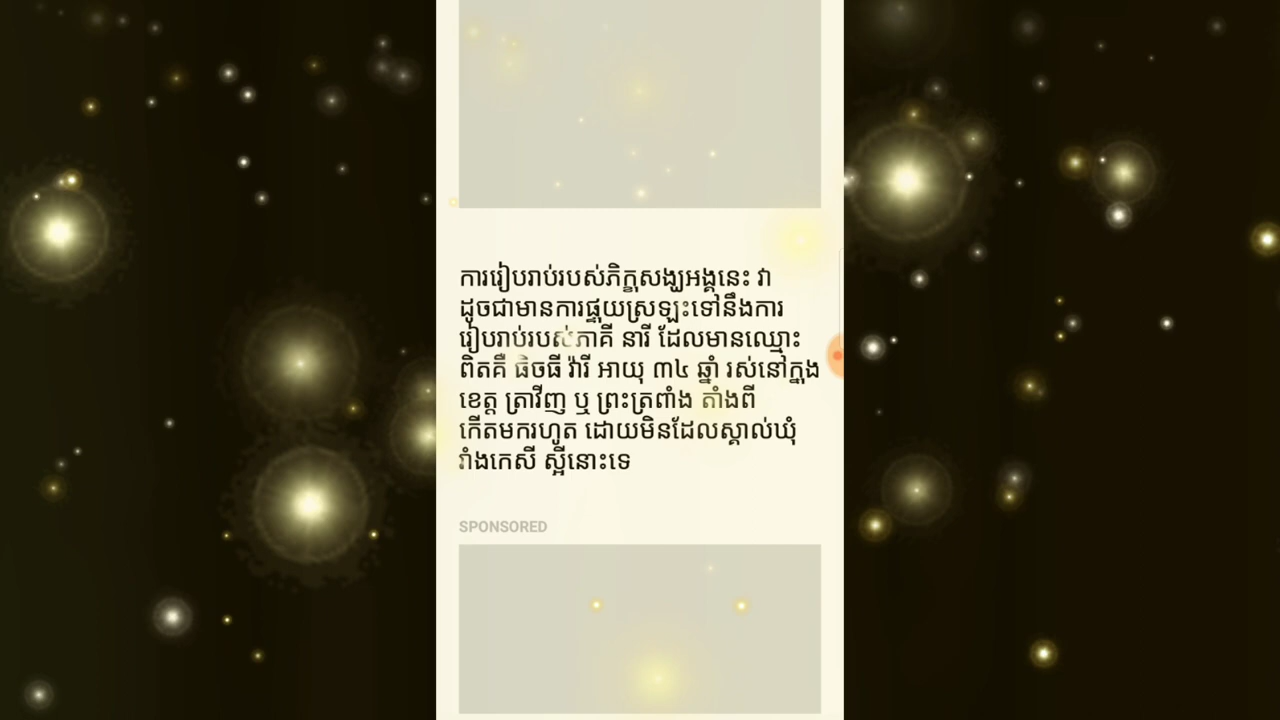 ការរៀបរាប់របស់ភិក្ខុសង្ឃអង្គនេះ វា
ដូចជាមានការផ្ទុយស្រឡះទៅនឹងការ
រៀបរាប់របស់ភាគី នារី ដែលមានឈ្មោះ
ពិតគឺ ធិចធី វ៉ារី អាយុ ៣៤ ឆ្នាំ រស់នៅក្នុង
ខេត្ត ត្រាវីញ ឬ ព្រះត្រពាំង តាំងពី
កើតមករហូត ដោយមិនដែលស្គាល់ឃុំ
រាំងកេសី ស្អីនោះទេ
SPONSORED